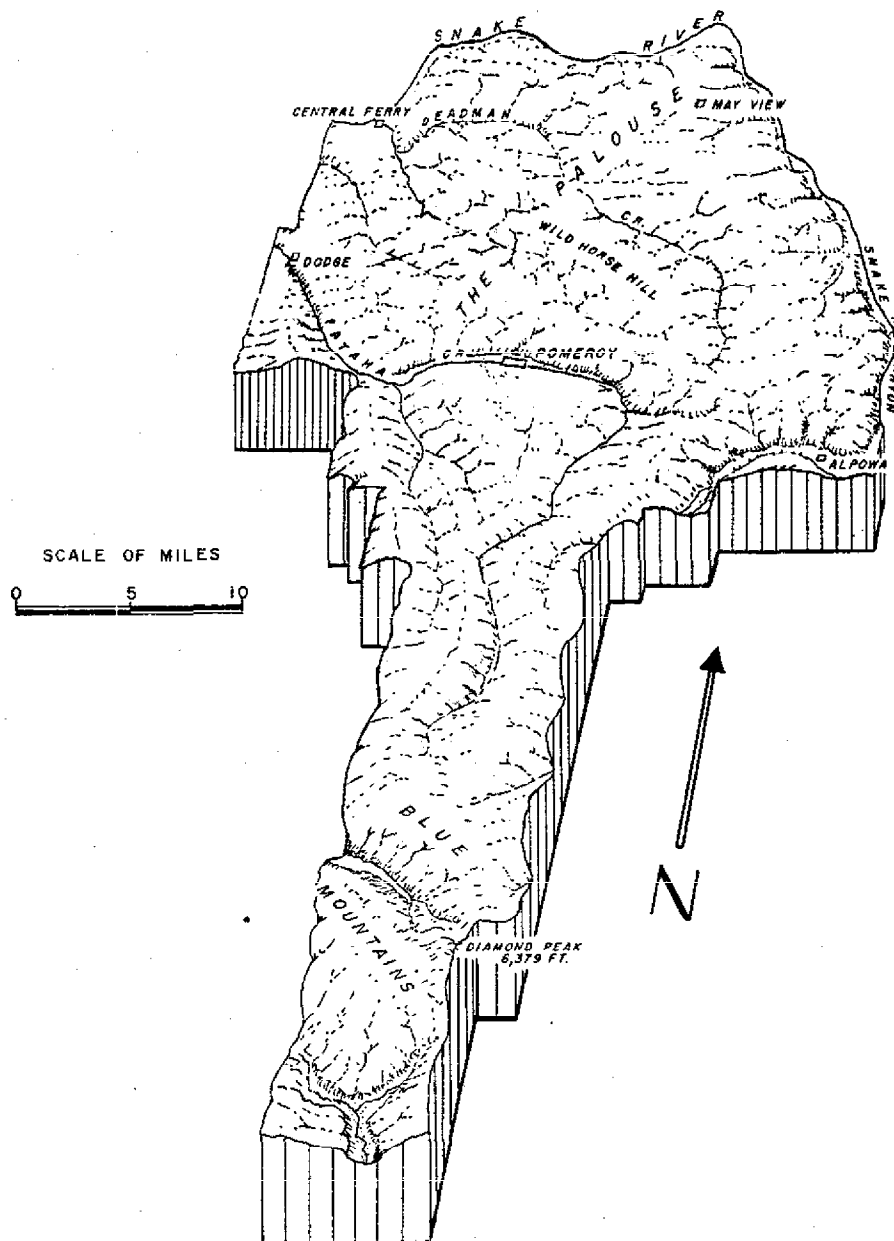 SNAKE RIVER
MAY VIEW
CENTRAL FERRY
DEADMAN
THE PALOUSE
CR.
WILD HORSE HILL
DODGE
SNAKE
PATAHA
CR.
POMEROY
ALPOWA
SCALE OF MILES
0 5 10
N
BLUE
MOUNTAINS
DIAMOND PEAK
6,379 FT.